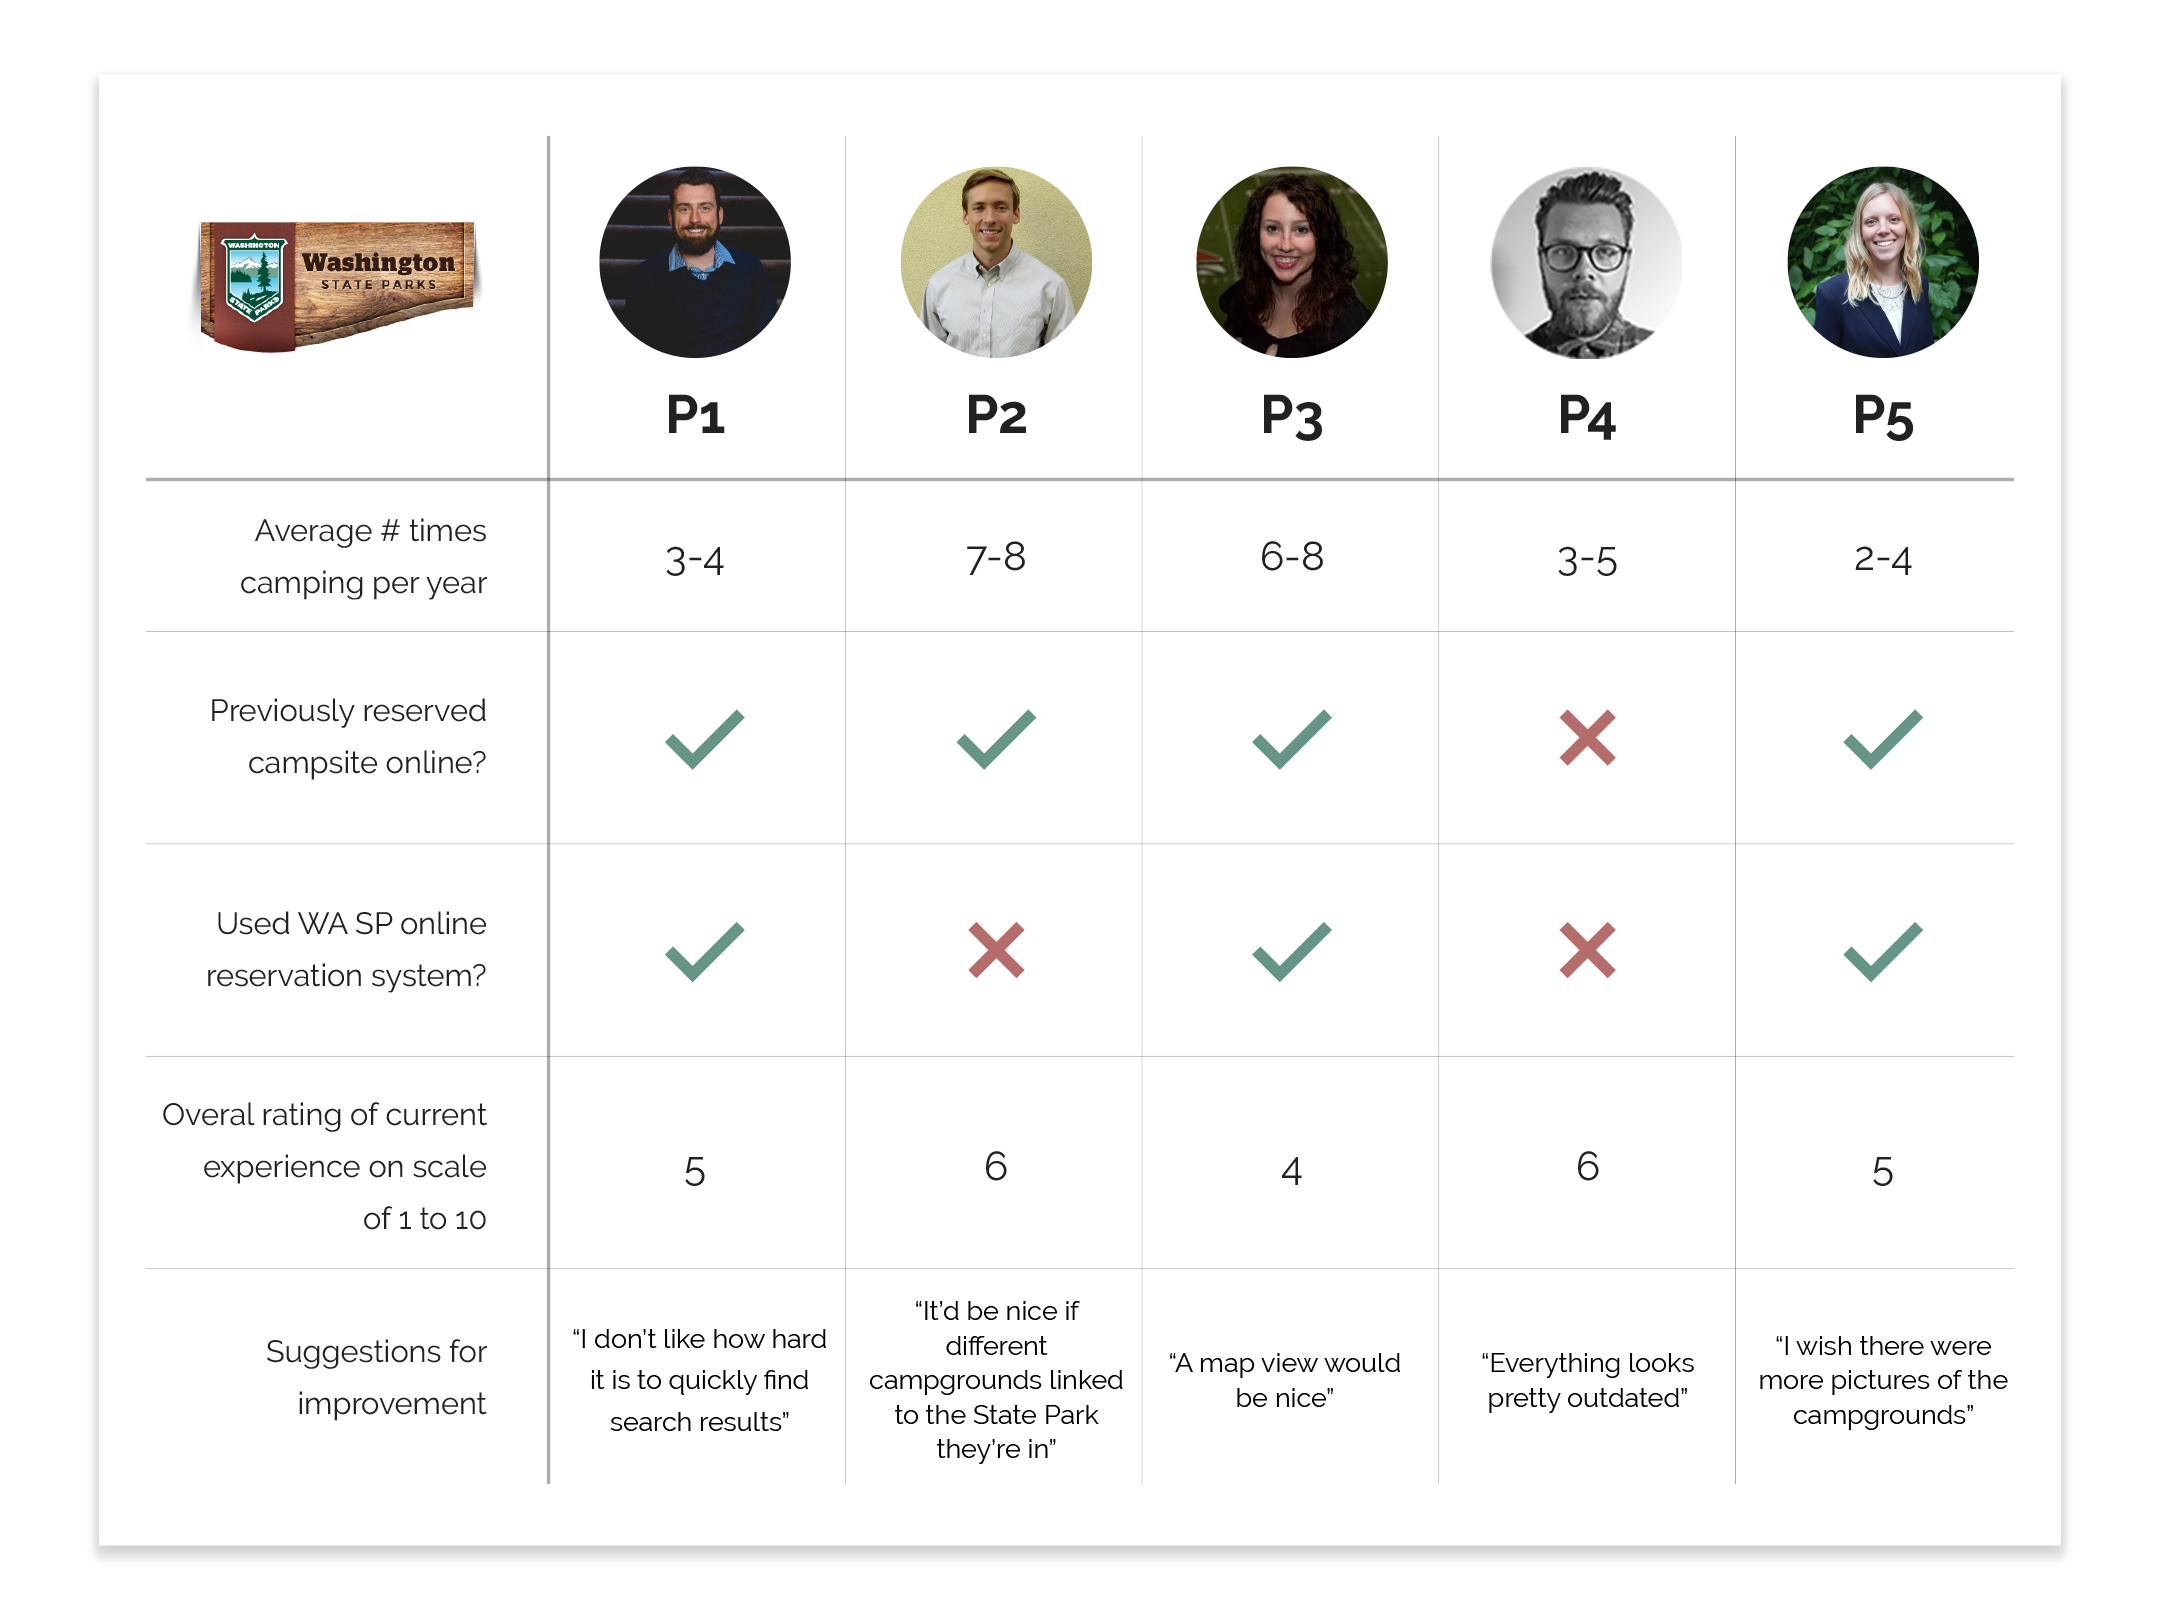 WASHINGTON
STATE PARKS
Washington
STATE PARKS
P1
P2
P3
P4
P5
Average # times
camping per year
3-4
7-8
6-8
3-5
2-4
Previously reserved
campsite online?
Used WA SP online
reservation system?
Overal rating of current
experience on scale
of 1 to 10
5
6
4
6
5
Suggestions for
improvement
“I don’t like how hard
it is to quickly find
search results”
“It’d be nice if
different
campgrounds linked
to the State Park
they’re in”
“A map view would
be nice”
“Everything looks
pretty outdated”
“I wish there were
more pictures of the
campgrounds”